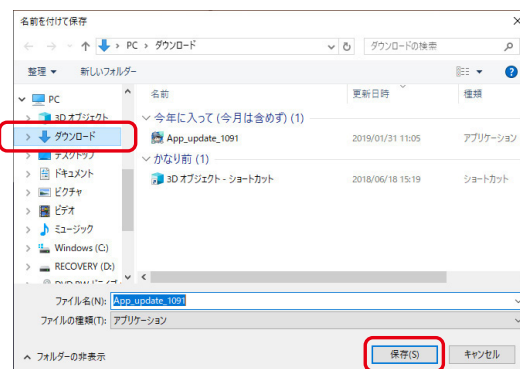 名前を付けて保存
PC › ダウンロード
ダウンロードの検索
整理 新しいフォルダー
名前 更新日時 種類
PC
3D オブジェクト
ダウンロード
デスクトップ
ドキュメント
ピクチャ
ビデオ
ミュージック
Windows (C:)
RECOVERY (D:)
今年に入って (今月は含めず) (1)
App_update_1091 2019/01/31 11:05 アプリケーション
かなり前 (1)
3D オブジェクト - ショートカット 2018/06/18 15:19 ショートカット
ファイル名(N): App_update_1091
ファイルの種類(T): アプリケーション
フォルダーの非表示 保存(S) キャンセル